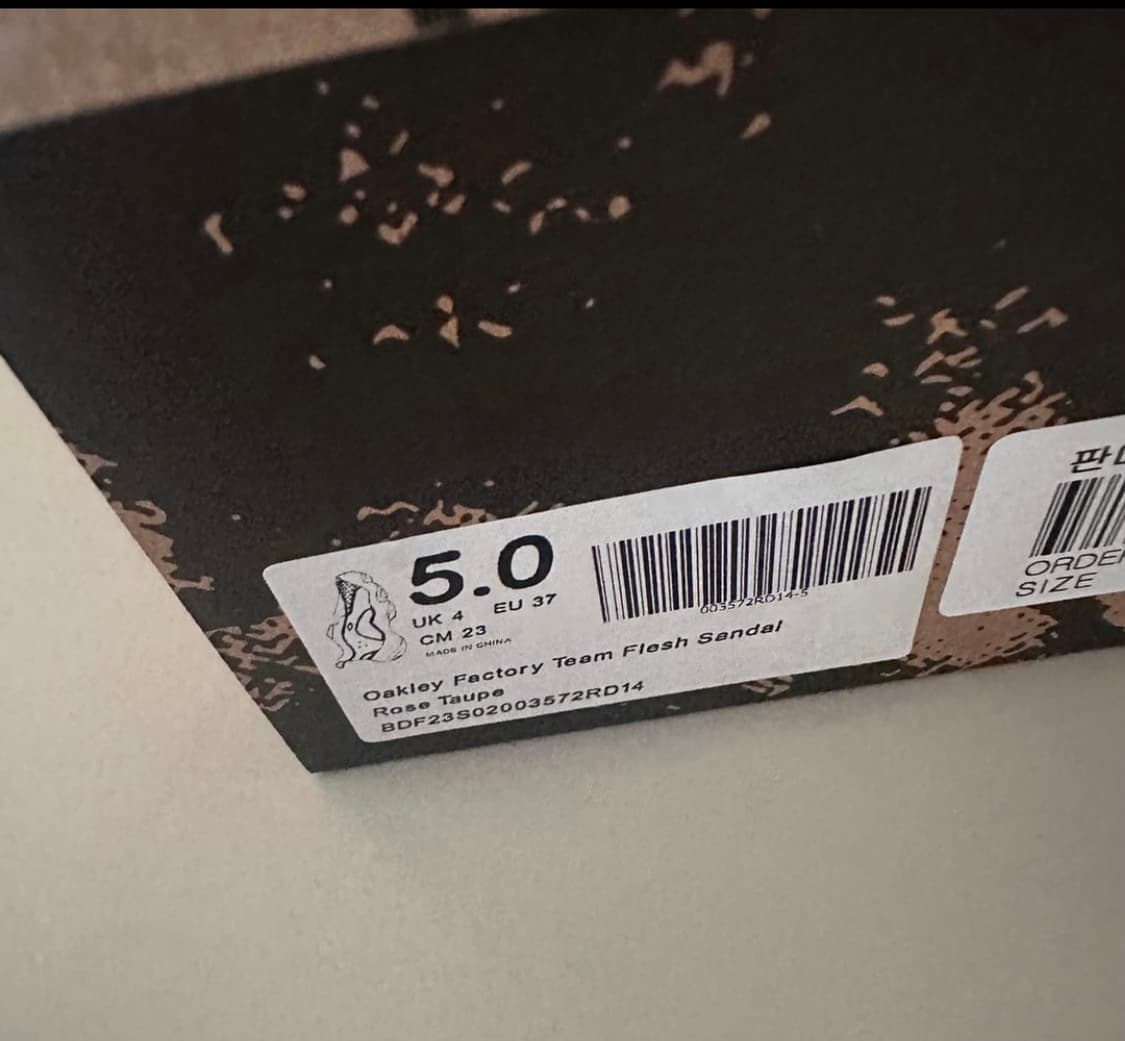 5.0
UK 4 EU 37
CM 23
MADE IN CHINA
003572RD14-5
Oakley Factory Team Flesh Sandal
Rose Taupe
BDF23S02003572RD14
판
ORDER
SIZE